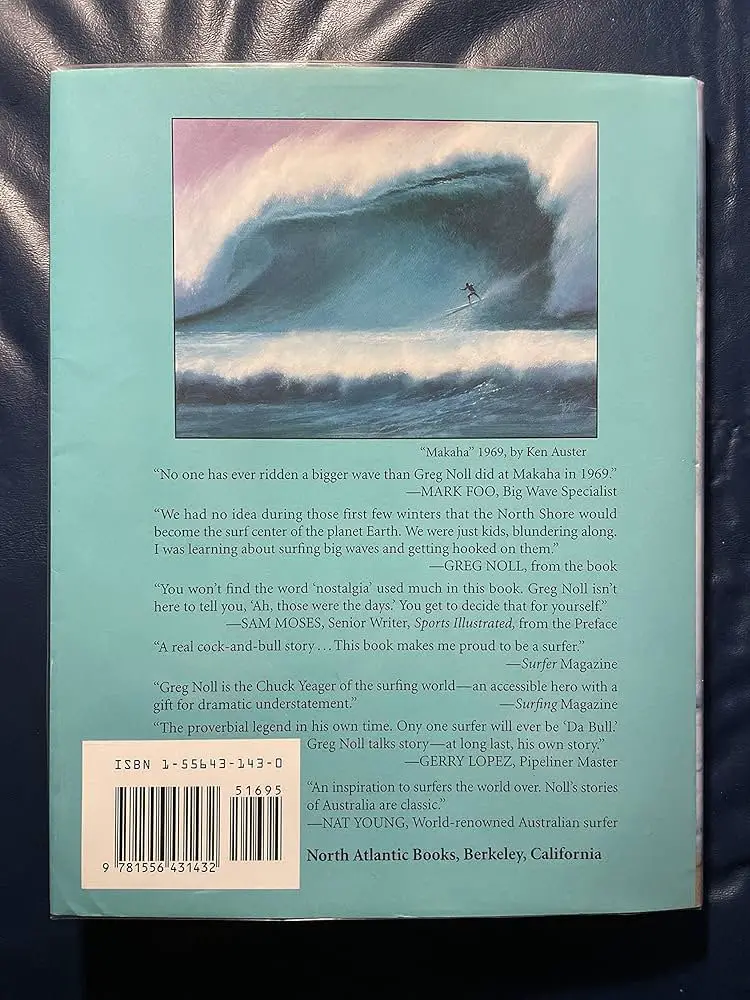 "Makaha" 1969, by Ken Auster
"No one has ever ridden a bigger wave than Greg Noll did at Makaha in 1969."
—MARK FOO, Big Wave Specialist
"We had no idea during those first few winters that the North Shore would
become the surf center of the planet Earth. We were just kids, blundering along.
I was learning about surfing big waves and getting hooked on them."
—GREG NOLL, from the book
"You won't find the word 'nostalgia' used much in this book. Greg Noll isn't
here to tell you, 'Ah, those were the days.' You get to decide that for yourself."
—SAM MOSES, Senior Writer, Sports Illustrated, from the Preface
"A real cock-and-bull story . . . This book makes me proud to be a surfer."
—Surfer Magazine
"Greg Noll is the Chuck Yeager of the surfing world—an accessible hero with a
gift for dramatic understatement." —Surfing Magazine
"The proverbial legend in his own time. Ony one surfer will ever be 'Da Bull.'
Greg Noll talks story—at long last, his own story."
—GERRY LOPEZ, Pipeliner Master
"An inspiration to surfers the world over. Noll's stories
of Australia are classic."
—NAT YOUNG, World-renowned Australian surfer
North Atlantic Books, Berkeley, California
ISBN 1-55643-143-0
51695
9 781556 431432